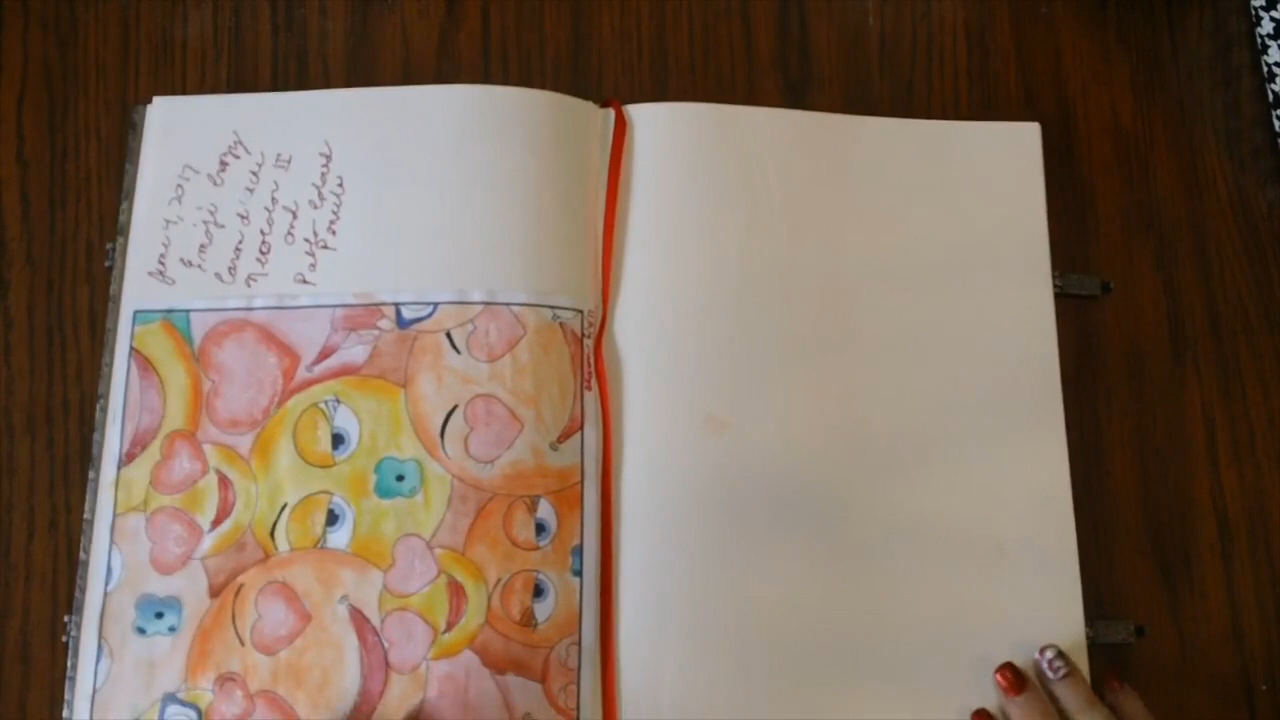 June 4, 2017
Emoji Crazy
Caran d'ache
Neocolor II
and
Pablo Colored
Pencils